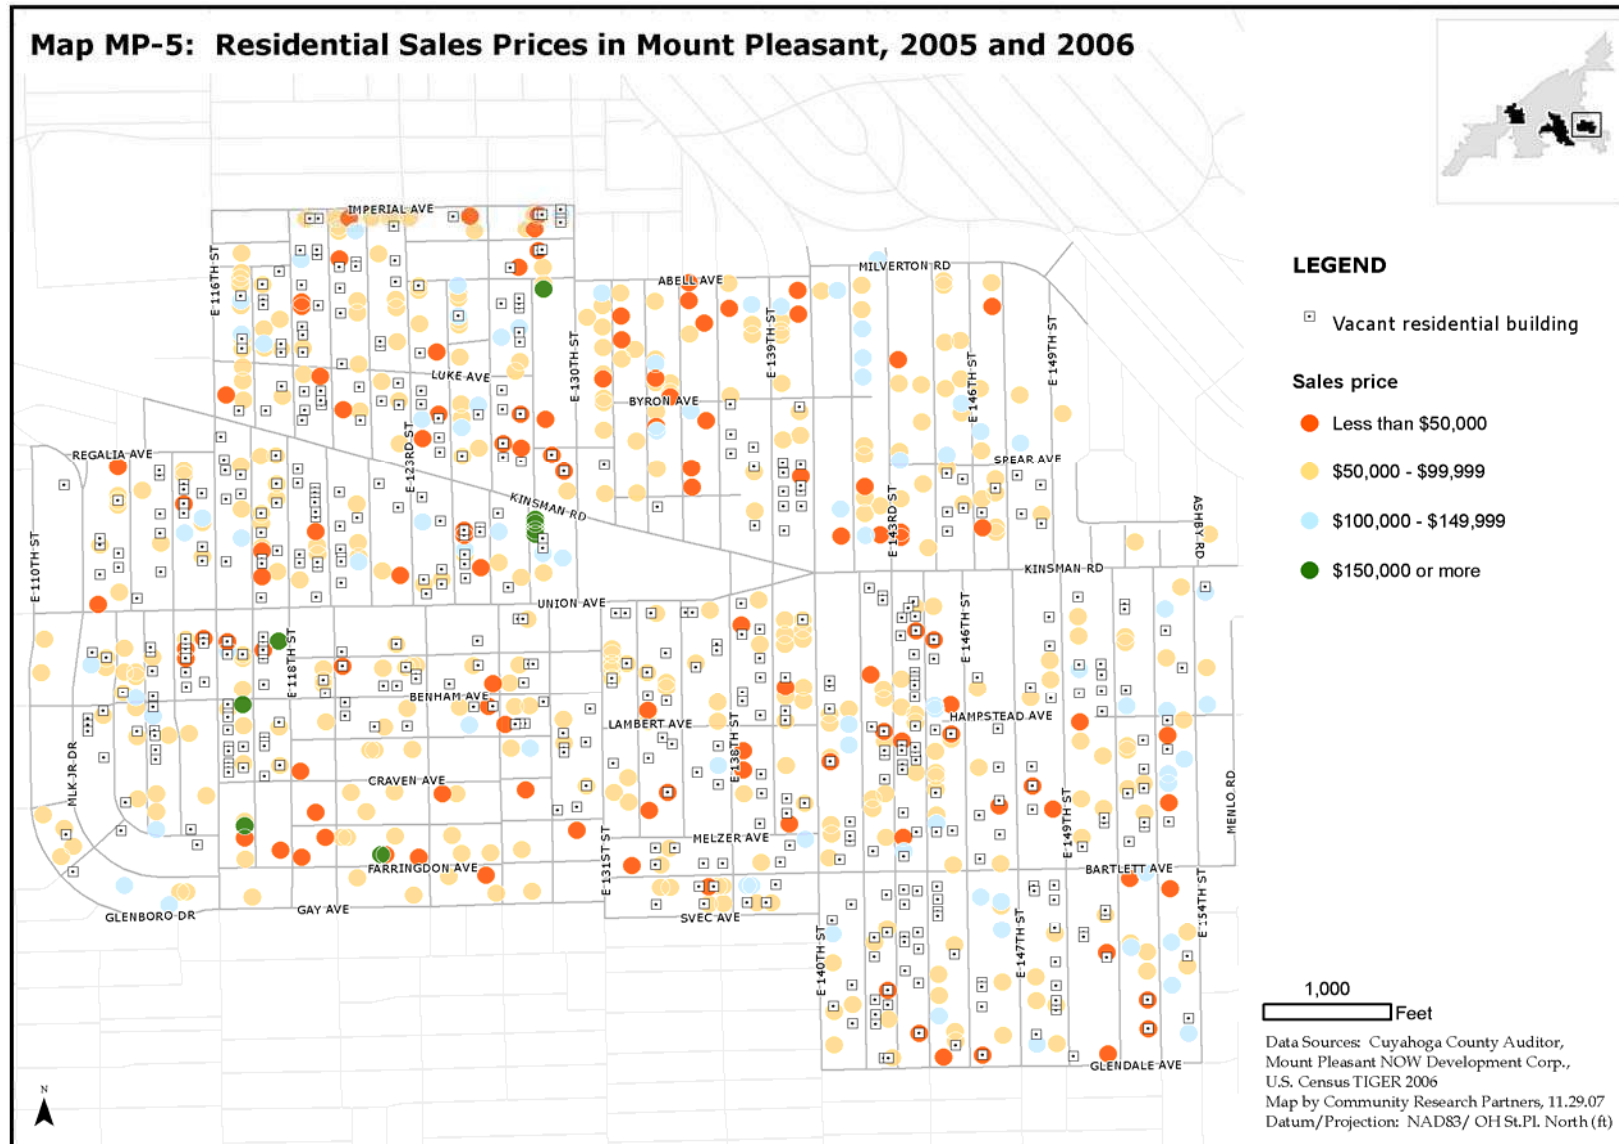 Map MP-5:  Residential Sales Prices in Mount Pleasant, 2005 and 2006
IMPERIAL AVE
E 116TH ST
ABELL AVE
MILVERTON RD
E 139TH ST
E 149TH ST
E 130TH ST
E 146TH ST
LUKE AVE
BYRON AVE
E 123RD ST
REGALIA AVE
SPEAR AVE
KINSMAN RD
E 143RD ST
ASHBY RD
E 110TH ST
KINSMAN RD
UNION AVE
E 146TH ST
E 118TH ST
BENHAM AVE
LAMBERT AVE
HAMPSTEAD AVE
E 138TH ST
MLK JR DR
CRAVEN AVE
MENLO RD
E 149TH ST
MELZER AVE
E 131ST ST
FARRINGDON AVE
BARTLETT AVE
GLENBORO DR
GAY AVE
SVEC AVE
E 154TH ST
E 140TH ST
E 147TH ST
GLENDALE AVE
N
LEGEND
Vacant residential building
Sales price
Less than $50,000
$50,000 - $99,999
$100,000 - $149,999
$150,000 or more
1,000
Feet
Data Sources:  Cuyahoga County Auditor,
Mount Pleasant NOW Development Corp.,
U.S. Census TIGER 2006
Map by Community Research Partners, 11.29.07
Datum/Projection:  NAD83/ OH St.Pl. North (ft)